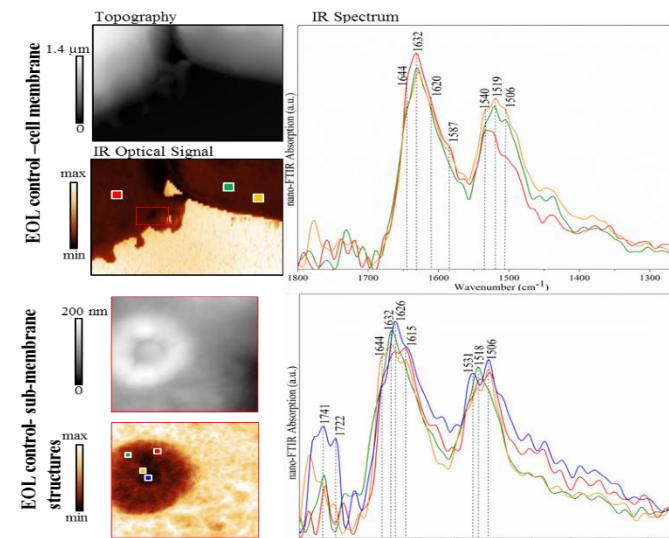 Topography
IR Spectrum
EOL control –cell membrane
1.4 µm
0
IR Optical Signal
max
min
nano-FTIR Absorption (a.u.)
1644
1632
1620
1587
1540
1519
1506
1800
1700
1600
1500
1400
1300
Wavenumber (cm-1)
EOL control- sub-membrane
structures
200 nm
0
max
min
nano-FTIR Absorption (a.u.)
1741
1722
1644
1632
1626
1615
1531
1518
1506